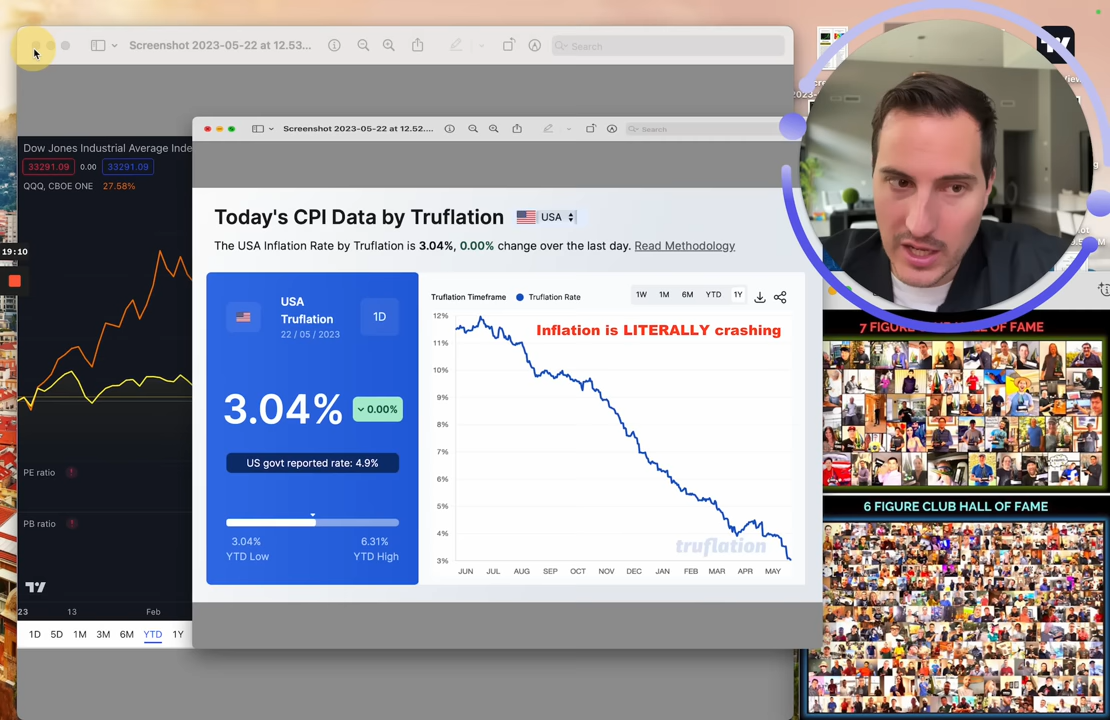 Screenshot 2023-05-22 at 12.53...
Search
Dow Jones Industrial Average Inde
33291.09 0.00 33291.09
QQQ, CBOE ONE 27.58%
19:10
PE ratio
PB ratio
23 13 Feb
1D 5D 1M 3M 6M YTD 1Y
Screenshot 2023-05-22 at 12.52....
Search
Today's CPI Data by Truflation USA
The USA Inflation Rate by Truflation is 3.04%, 0.00% change over the last day. Read Methodology
USA
Truflation
22 / 05 / 2023
1D
3.04% 0.00%
US govt reported rate: 4.9%
3.04% 6.31%
YTD Low YTD High
Truflation Timeframe Truflation Rate 1W 1M 6M YTD 1Y
Inflation is LITERALLY crashing
12%
11%
10%
9%
8%
7%
6%
5%
4%
3%
truflation
JUN JUL AUG SEP OCT NOV DEC JAN FEB MAR APR MAY
7 FIGURE CLUB HALL OF FAME
6 FIGURE CLUB HALL OF FAME